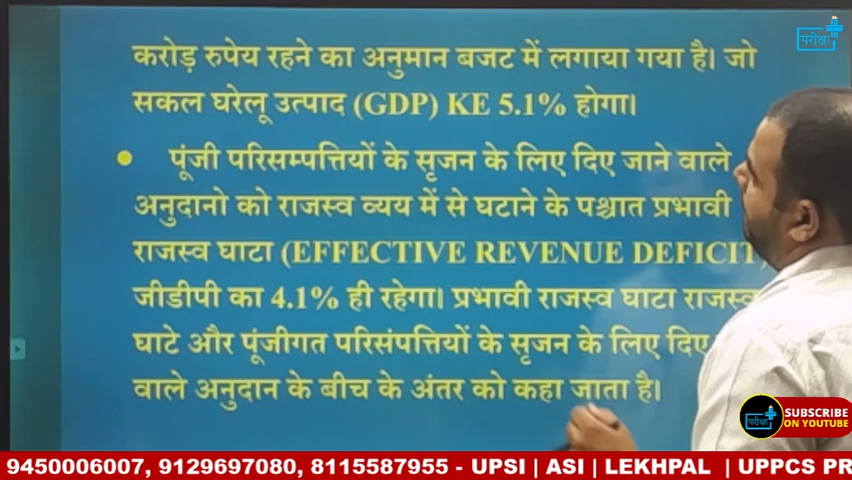 परीक्षा
करोड़ रुपेय रहने का अनुमान बजट में लगाया गया है। जो
सकल घरेलू उत्पाद (GDP) KE 5.1% होगा।
• पूंजी परिसम्पत्तियों के सृजन के लिए दिए जाने वाले
अनुदानो को राजस्व व्यय में से घटाने के पश्चात प्रभावी
राजस्व घाटा (EFFECTIVE REVENUE DEFICIT)
जीडीपी का 4.1% ही रहेगा। प्रभावी राजस्व घाटा राजस्व
घाटे और पूंजीगत परिसंपत्तियों के सृजन के लिए दिए
वाले अनुदान के बीच के अंतर को कहा जाता है।
परीक्षा
SUBSCRIBE
ON YOUTUBE
9450006007, 9129697080, 8115587955 - UPSI | ASI | LEKHPAL | UPPCS PR